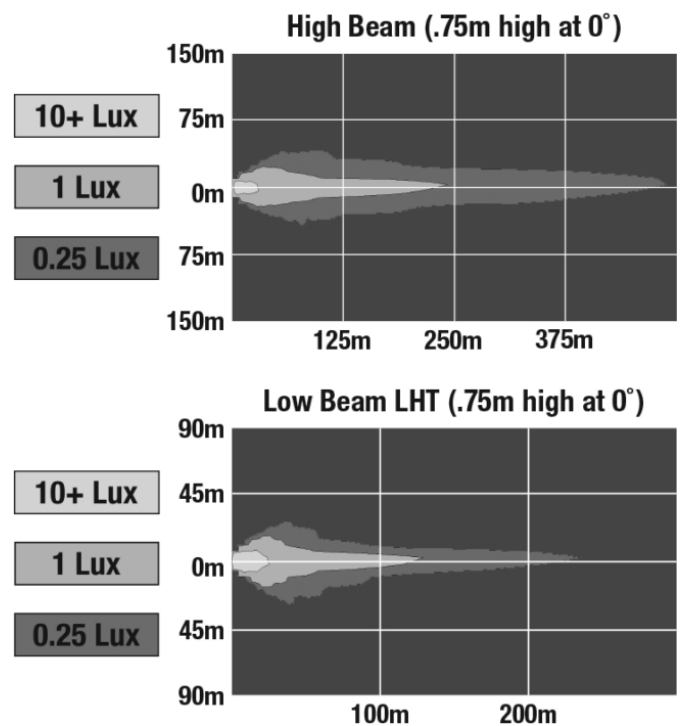 High Beam (.75m high at 0˚)
150m
10+ Lux
75m
1 Lux
0m
0.25 Lux
75m
150m
125m 250m 375m
Low Beam LHT (.75m high at 0˚)
90m
10+ Lux
45m
1 Lux
0m
0.25 Lux
45m
90m
100m 200m